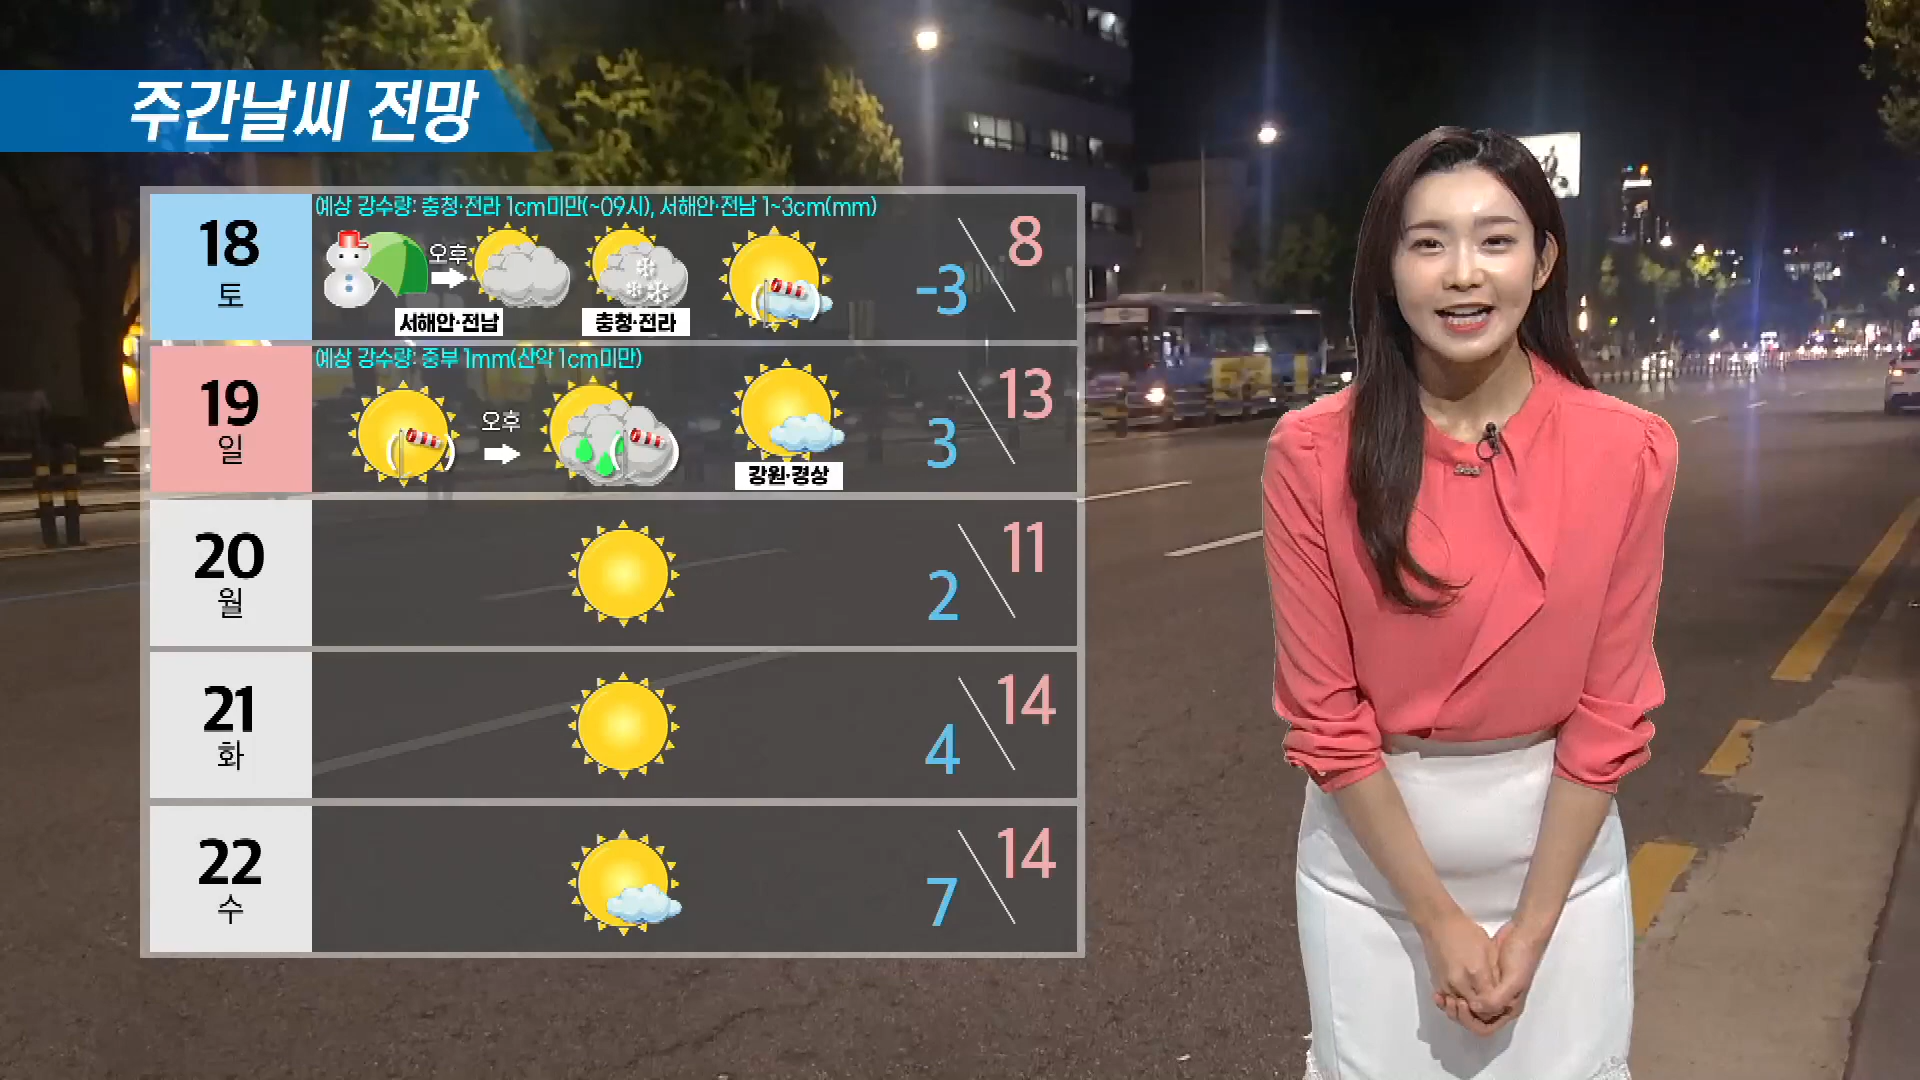 주간날씨 전망
18
토
예상 강수량: 충청·전라 1cm미만(~09시), 서해안·전남 1~3cm(mm)
오후
서해안·전남
충청·전라
-3
8
19
일
예상 강수량: 중부 1mm(산악 1cm미만)
오후
강원·경상
3
13
20
월
2
11
21
화
4
14
22
수
7
14